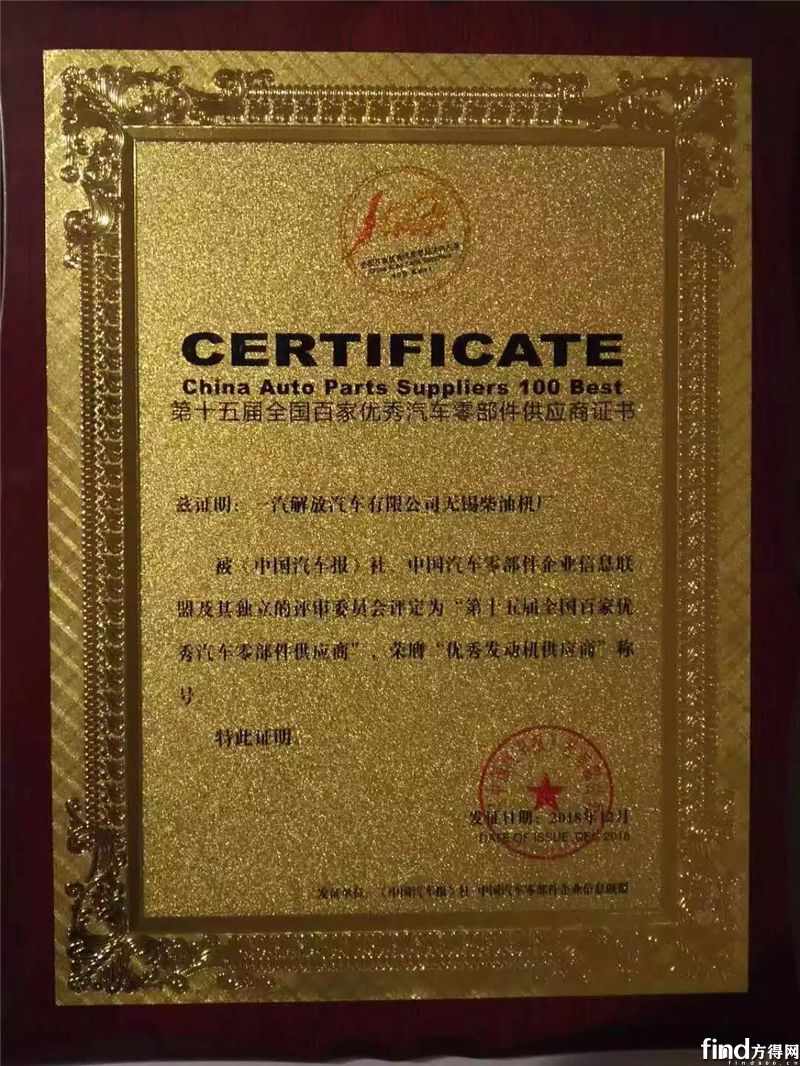 CERTIFICATE
China Auto Parts Suppliers 100 Best
第十五届全国百家优秀汽车零部件供应商证书
兹证明：一汽解放汽车有限公司无锡柴油机厂
被《中国汽车报》社、中国汽车零部件企业信息联
盟及其独立的评审委员会评定为“第十五届全国百家优
秀汽车零部件供应商”，荣膺“优秀发动机供应商”称
号
特此证明
发证日期：2018年12月
DATE OF ISSUE DEC 2018
发证单位：《中国汽车报》社 中国汽车零部件企业信息联盟
find方得网
find800.cn